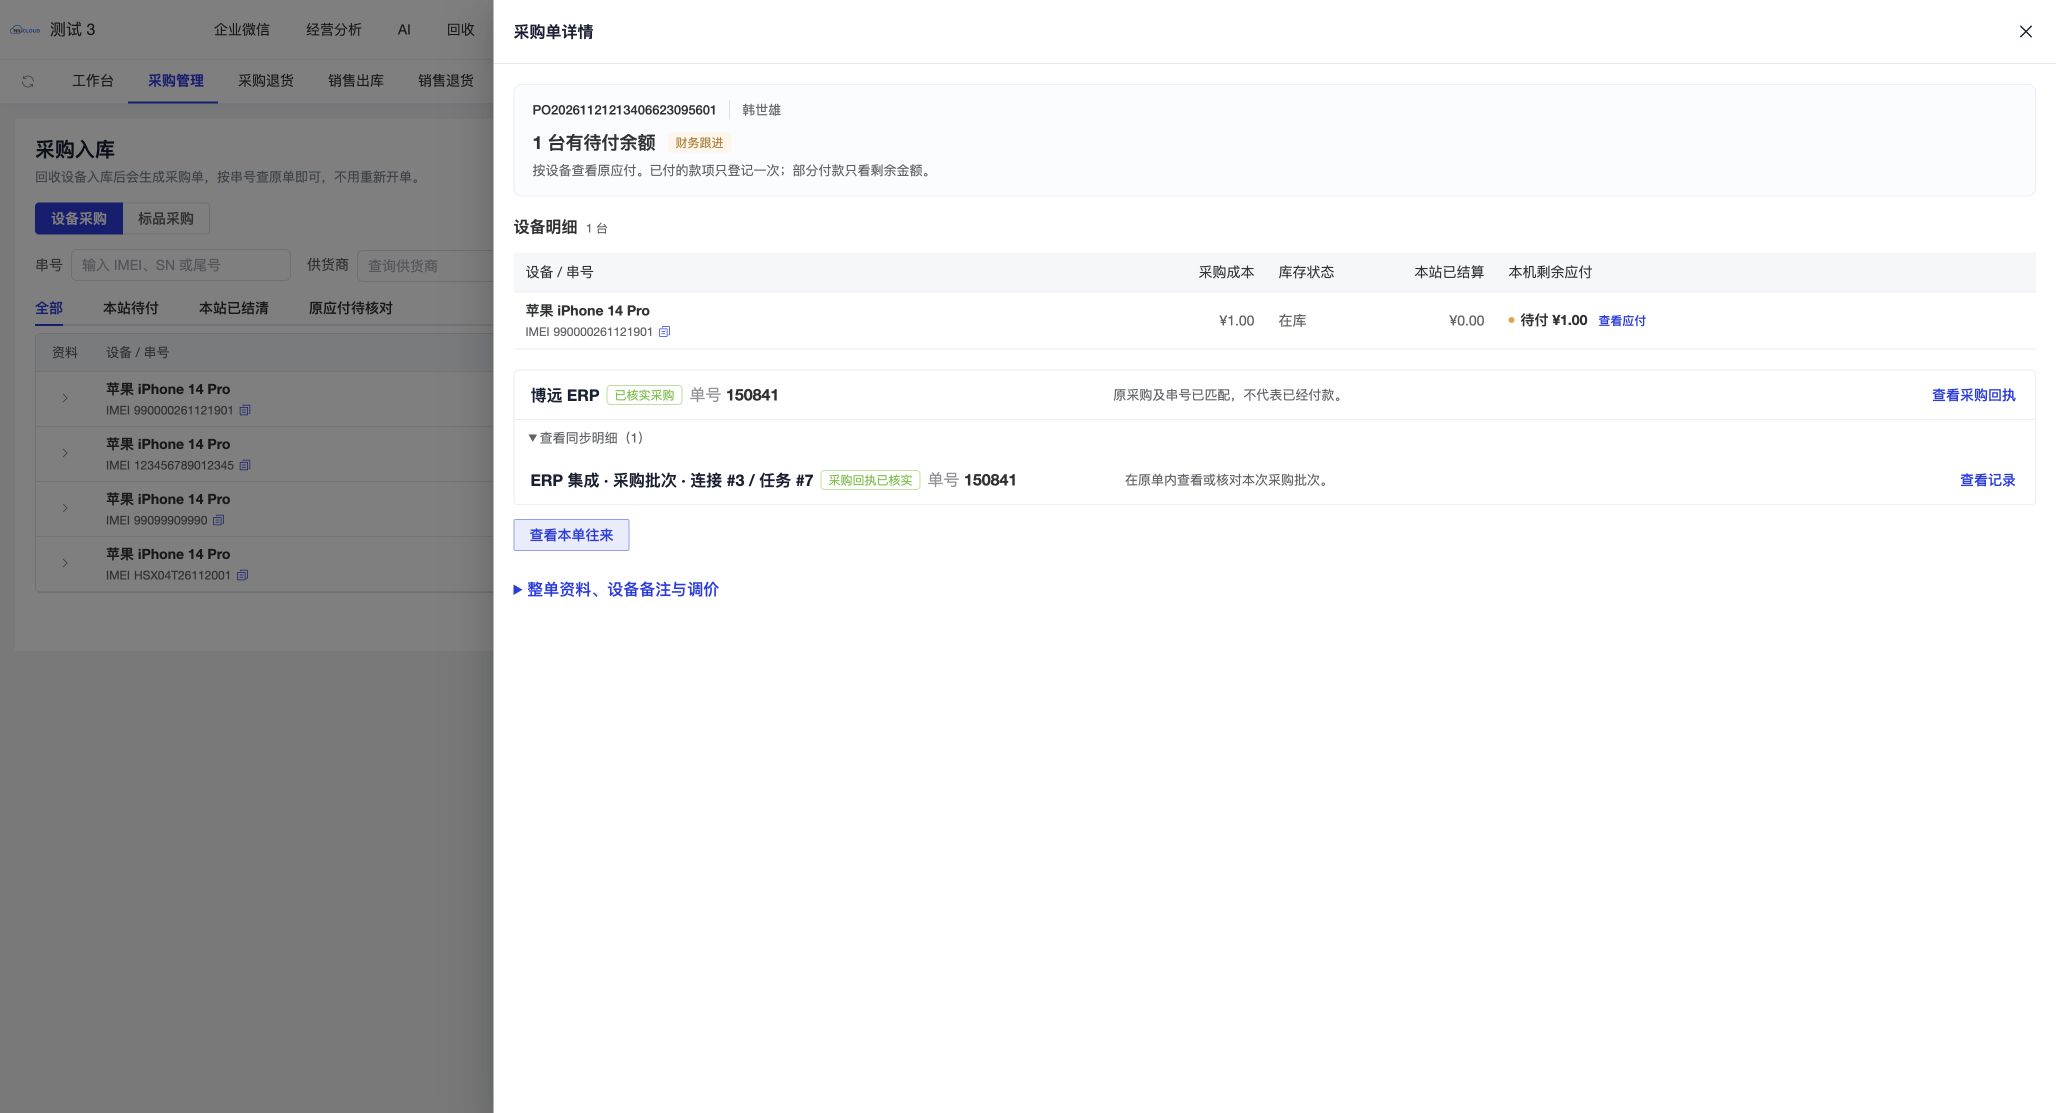 测试 3
企业微信
经营分析
AI
回收
工作台
采购管理
采购退货
销售出库
销售退货
采购入库
回收设备入库后会生成采购单，按串号查原单即可，不用重新开单。
设备采购
标品采购
串号
输入 IMEI、SN 或尾号
供货商
查询供货商
全部
本站待付
本站已结清
原应付待核对
资料
设备 / 串号
苹果 iPhone 14 Pro
IMEI 990000261121901
苹果 iPhone 14 Pro
IMEI 123456789012345
苹果 iPhone 14 Pro
IMEI 99099909990
苹果 iPhone 14 Pro
IMEI HSX04T26112001
采购单详情
PO20261121213406623095601
韩世雄
1 台有待付余额
财务跟进
按设备查看原应付。已付的款项只登记一次；部分付款只看剩余金额。
设备明细 1 台
设备 / 串号
采购成本
库存状态
本站已结算
本机剩余应付
苹果 iPhone 14 Pro
IMEI 990000261121901
¥1.00
在库
¥0.00
待付 ¥1.00
查看应付
博远 ERP
已核实采购
单号 150841
原采购及串号已匹配，不代表已经付款。
查看采购回执
查看同步明细（1）
ERP 集成 · 采购批次 · 连接 #3 / 任务 #7
采购回执已核实
单号 150841
在原单内查看或核对本次采购批次。
查看记录
查看本单往来
整单资料、设备备注与调价